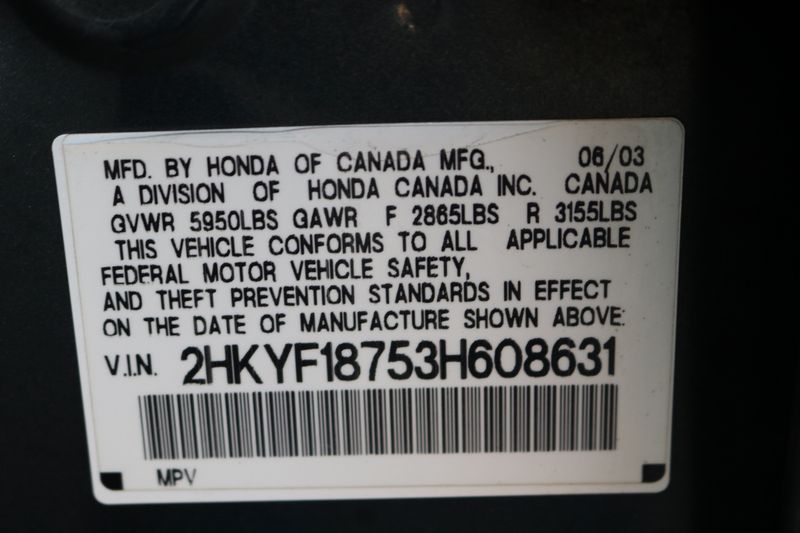 MFD. BY HONDA OF CANADA MFG., 06/03
A DIVISION OF HONDA CANADA INC. CANADA
GVWR 5950LBS GAWR F 2865LBS R 3155LBS
THIS VEHICLE CONFORMS TO ALL APPLICABLE
FEDERAL MOTOR VEHICLE SAFETY,
AND THEFT PREVENTION STANDARDS IN EFFECT
ON THE DATE OF MANUFACTURE SHOWN ABOVE:
V.I.N. 2HKYF18753H608631
MPV